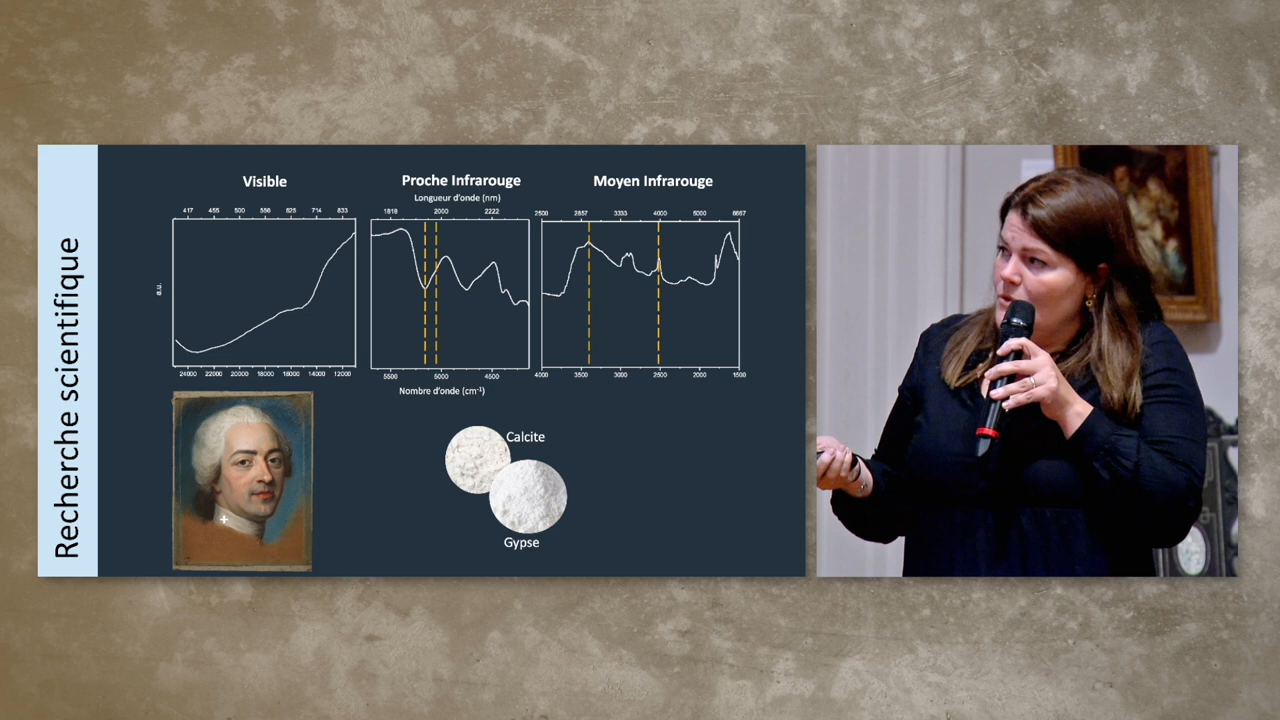 Recherche scientifique
Visible
Proche Infrarouge
Moyen Infrarouge
Longueur d'onde (nm)
417 455 500 556 625 714 833
1818 2000 2222
2500 2857 3333 4000 5000 6667
a.u.
24000 22000 20000 18000 16000 14000 12000
5500 5000 4500
4000 3500 3000 2500 2000 1500
Nombre d'onde (cm⁻¹)
Calcite
Gypse